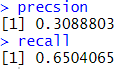 > precsion
[1] 0.3088803
> recall
[1] 0.6504065